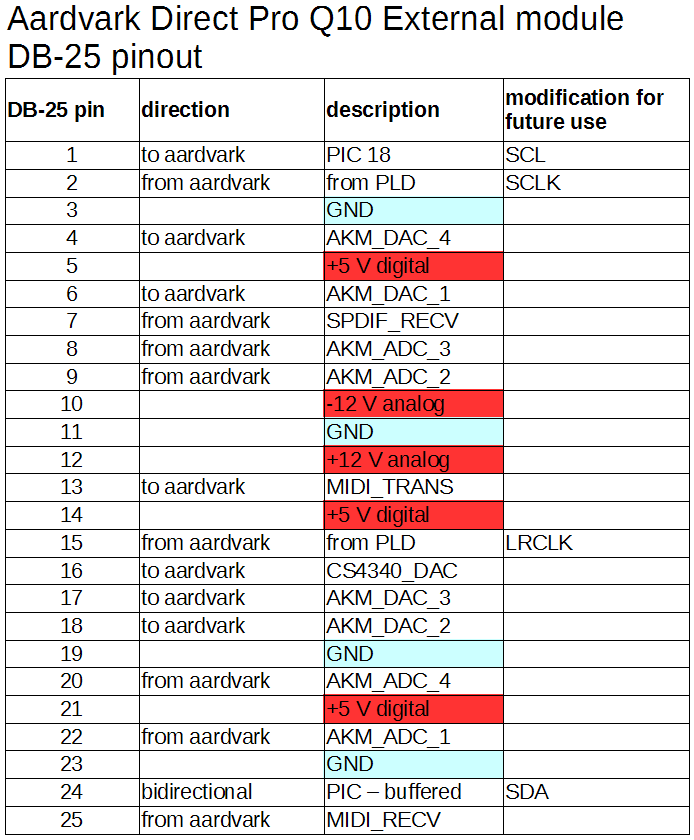 Aardvark Direct Pro Q10 External module
DB-25 pinout
DB-25 pin direction description modification for future use
1 to aardvark PIC 18 SCL
2 from aardvark from PLD SCLK
3 GND
4 to aardvark AKM_DAC_4
5 +5 V digital
6 to aardvark AKM_DAC_1
7 from aardvark SPDIF_RECV
8 from aardvark AKM_ADC_3
9 from aardvark AKM_ADC_2
10 -12 V analog
11 GND
12 +12 V analog
13 to aardvark MIDI_TRANS
14 +5 V digital
15 from aardvark from PLD LRCLK
16 to aardvark CS4340_DAC
17 to aardvark AKM_DAC_3
18 to aardvark AKM_DAC_2
19 GND
20 from aardvark AKM_ADC_4
21 +5 V digital
22 from aardvark AKM_ADC_1
23 GND
24 bidirectional PIC – buffered SDA
25 from aardvark MIDI_RECV